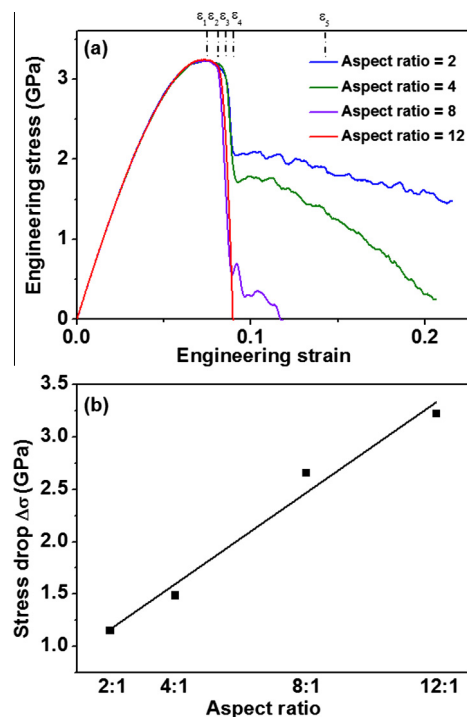 ε1 ε2 ε3 ε4 ε5
(a)
Aspect ratio = 2
Aspect ratio = 4
Aspect ratio = 8
Aspect ratio = 12
Engineering stress (GPa)
3
2
1
0
0.0 0.1 0.2
Engineering strain
(b)
Stress drop Δσ (GPa)
3.5
3.0
2.5
2.0
1.5
1.0
2:1 4:1 8:1 12:1
Aspect ratio